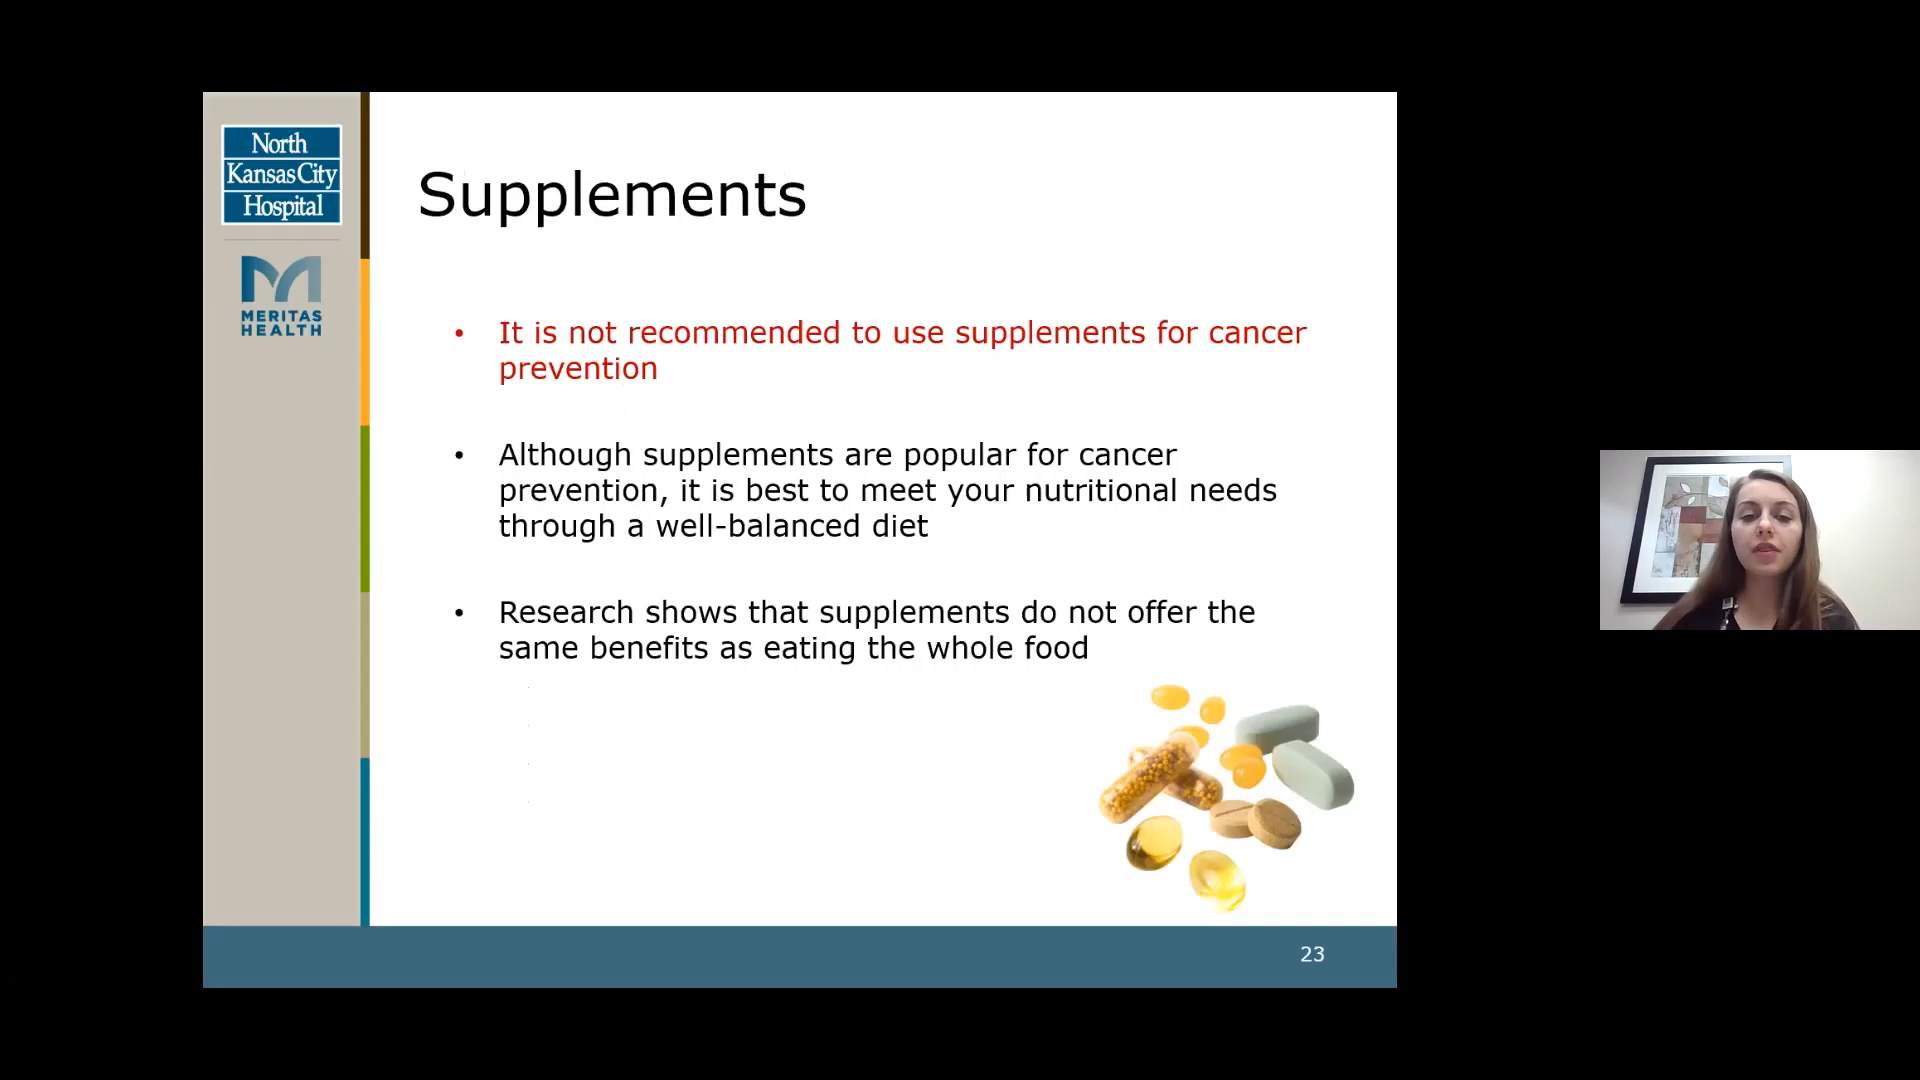 North
Kansas City
Hospital
MERITAS
HEALTH
Supplements
• It is not recommended to use supplements for cancer
prevention
• Although supplements are popular for cancer
prevention, it is best to meet your nutritional needs
through a well-balanced diet
• Research shows that supplements do not offer the
same benefits as eating the whole food
23